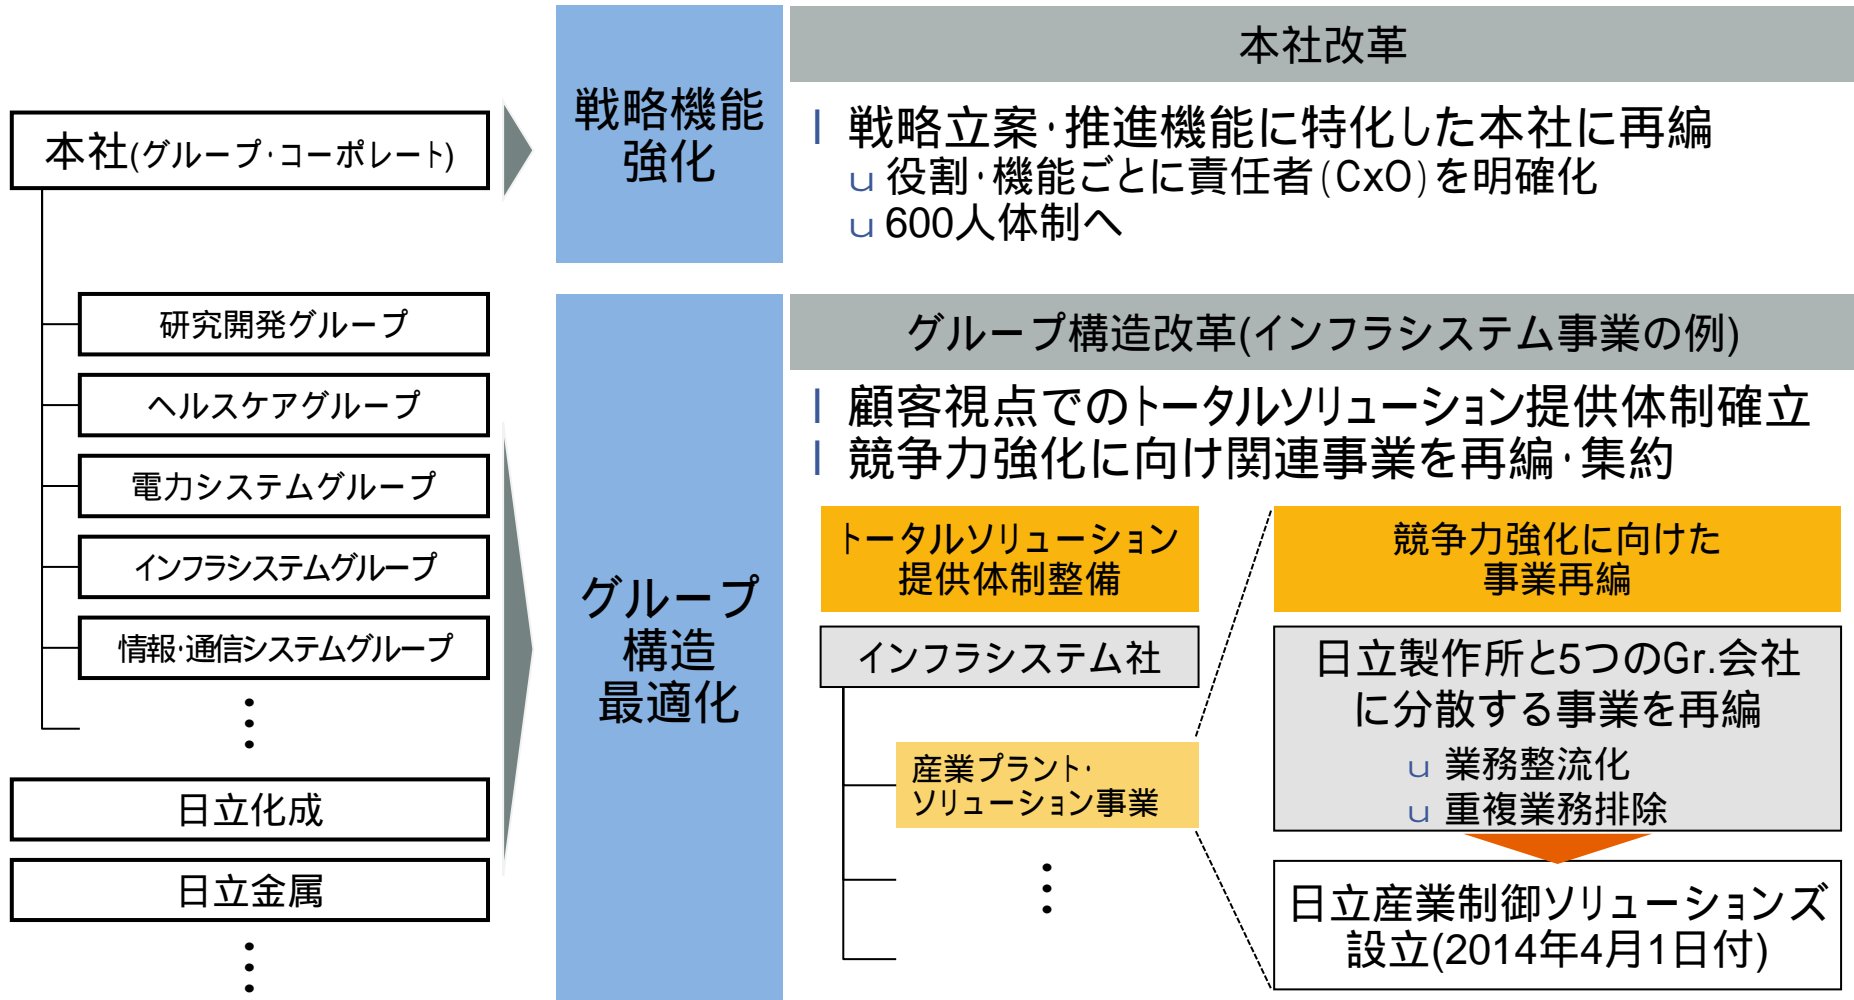 本社(グループ・コーポレート)
研究開発グループ
ヘルスケアグループ
電力システムグループ
インフラシステムグループ
情報・通信システムグループ
日立化成
日立金属
戦略機能
強化
本社改革
l 戦略立案・推進機能に特化した本社に再編
u 役割・機能ごとに責任者(CxO)を明確化
u 600人体制へ
グループ
構造
最適化
グループ構造改革(インフラシステム事業の例)
l 顧客視点でのトータルソリューション提供体制確立
l 競争力強化に向け関連事業を再編・集約
トータルソリューション
提供体制整備
インフラシステム社
産業プラント・
ソリューション事業
競争力強化に向けた
事業再編
日立製作所と5つのGr.会社
に分散する事業を再編
u 業務整流化
u 重複業務排除
日立産業制御ソリューションズ
設立(2014年4月1日付)